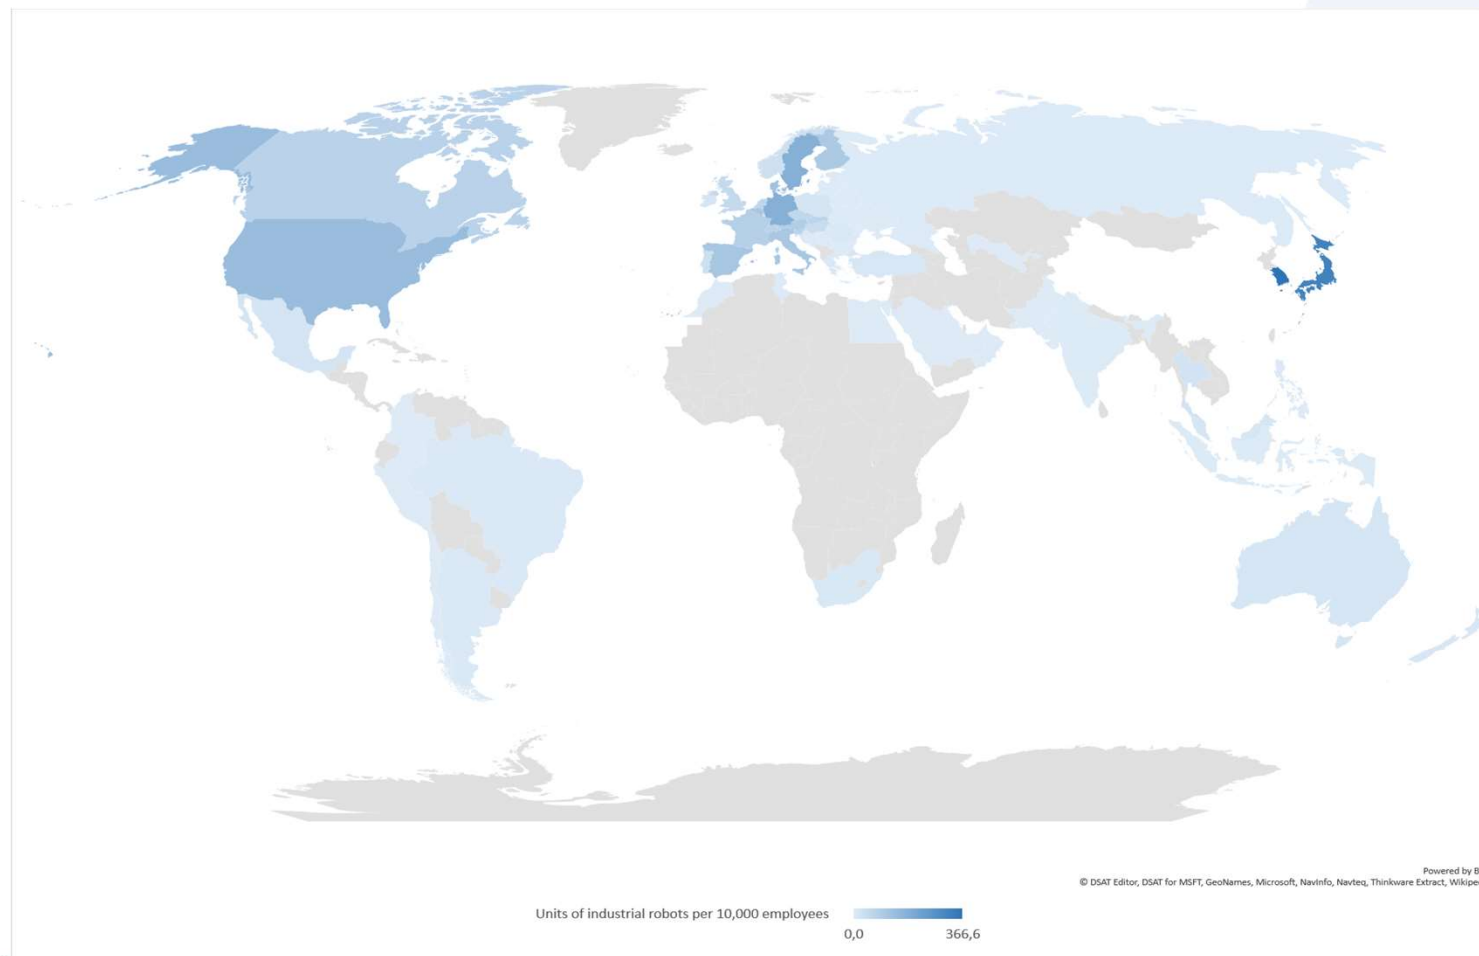 Powered by B
© DSAT Editor, DSAT for MSFT, GeoNames, Microsoft, NavInfo, Navteq, Thinkware Extract, Wikipe
Units of industrial robots per 10,000 employees
0,0 366,6